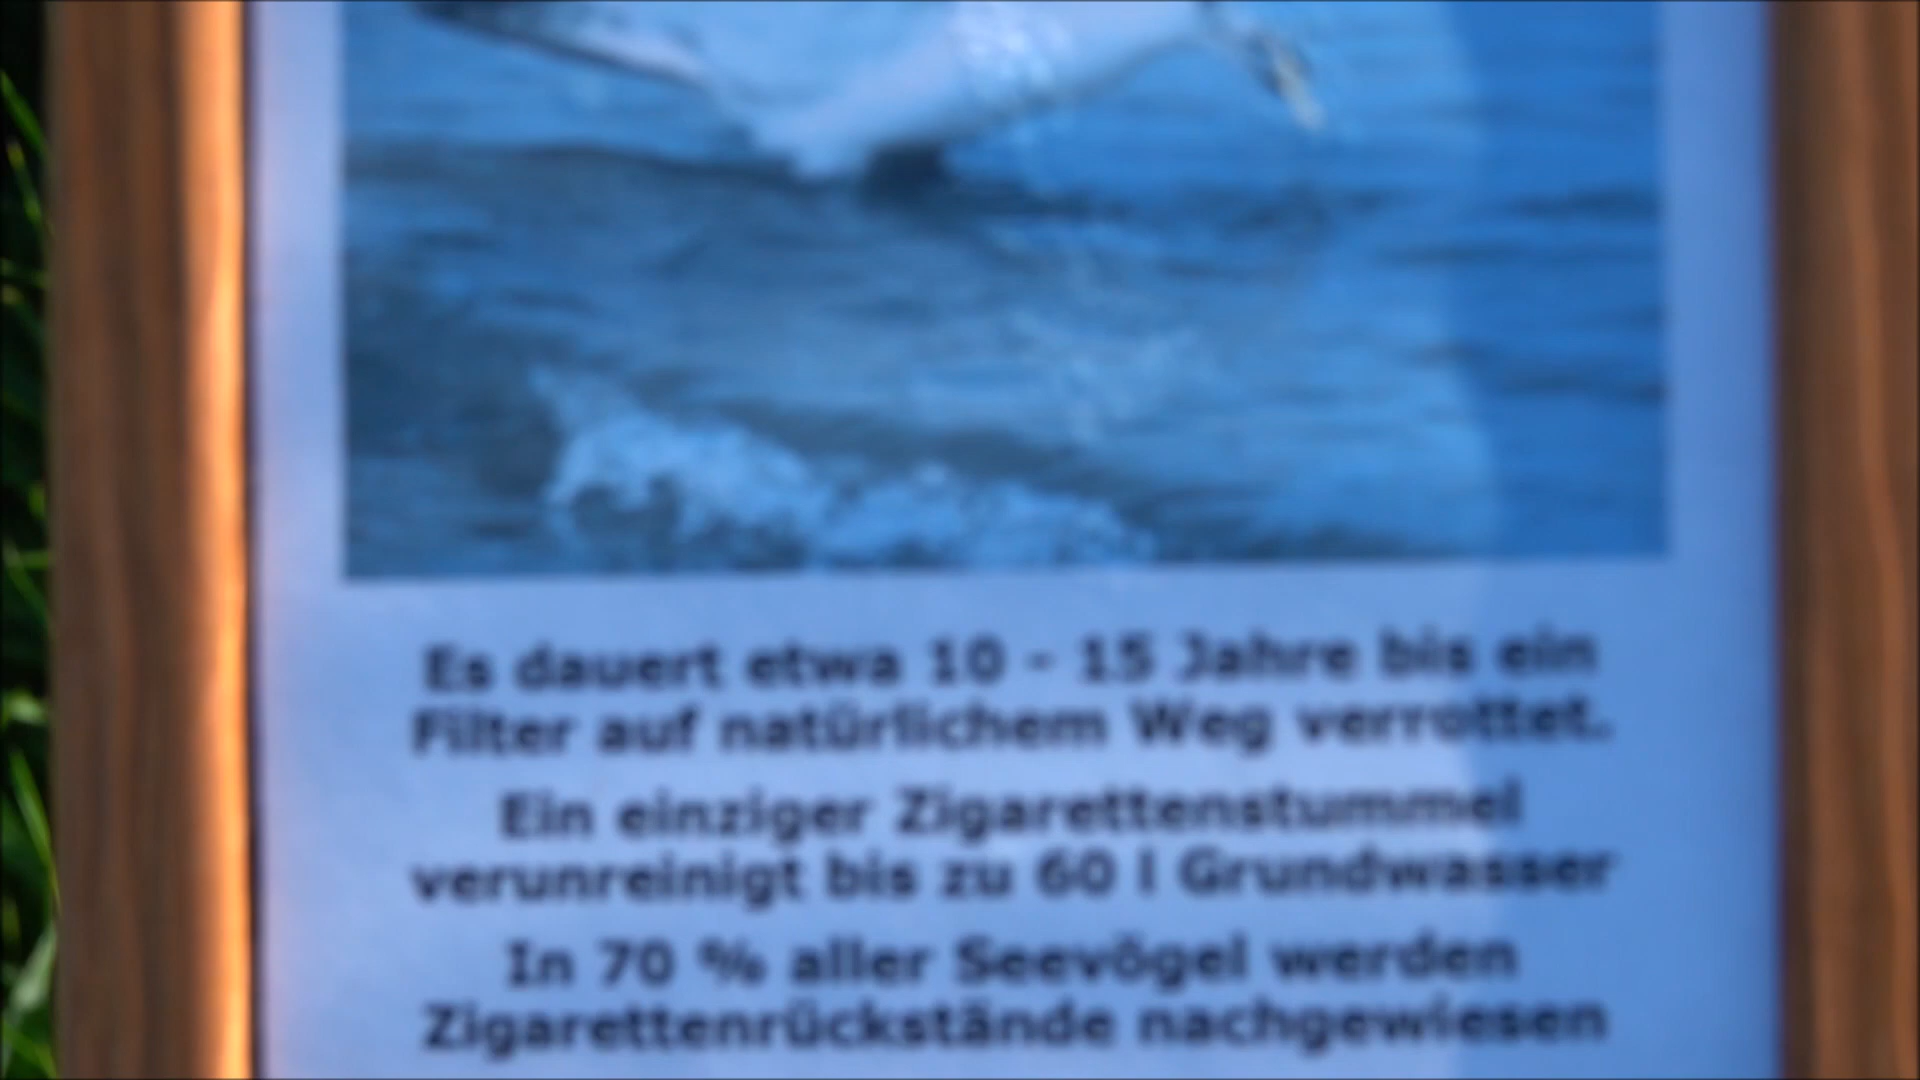 Es dauert etwa 10 - 15 Jahre bis ein
Filter auf natürlichem Weg verrottet.
Ein einziger Zigarettenstummel
verunreinigt bis zu 60 l Grundwasser
In 70 % aller Seevögel werden
Zigarettenrückstände nachgewiesen